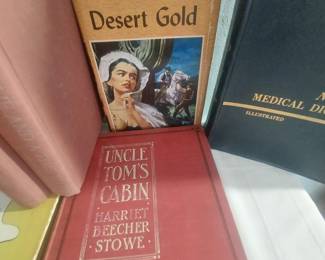 Desert Gold
UNCLE
TOM'S
CABIN
HARRIET
BEECHER
STOWE
MEDICAL DI
ILLUSTRATED